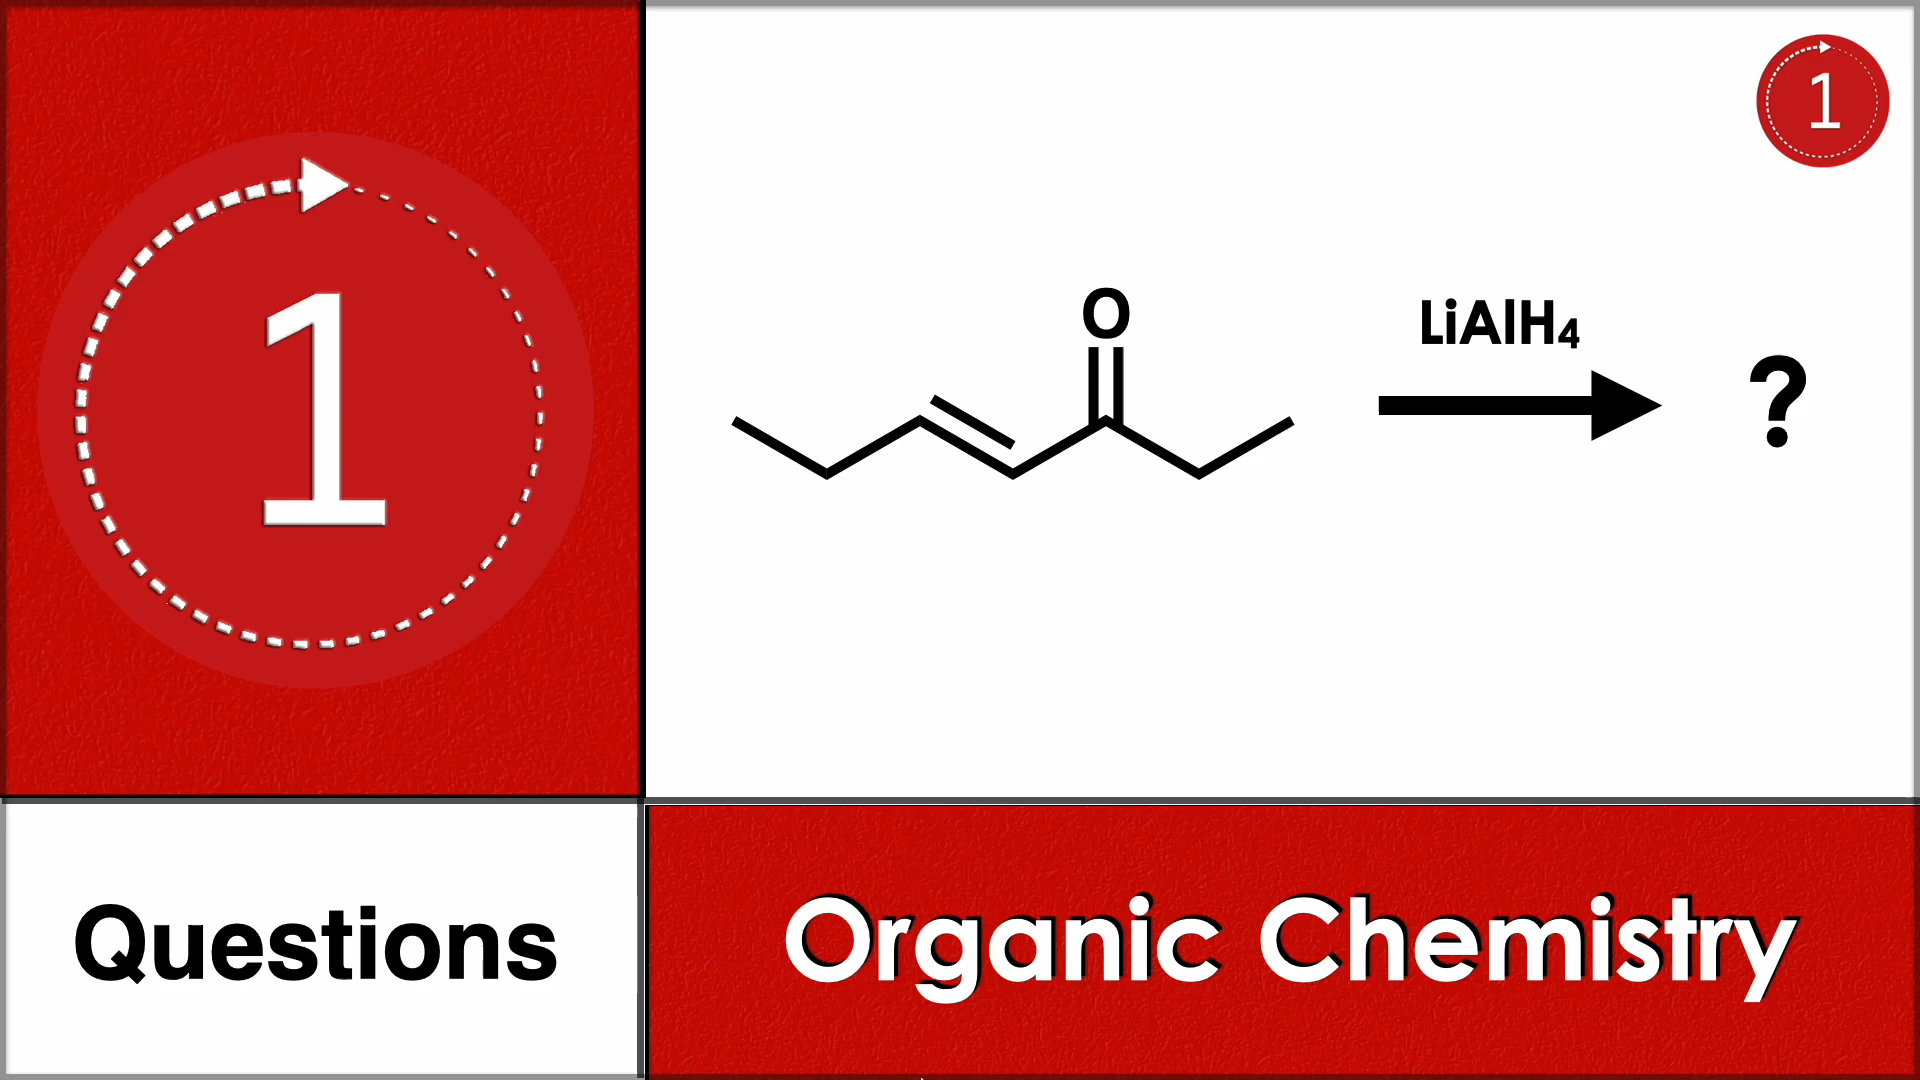 1
1
O
LiAlH₄
?
Questions
Organic Chemistry